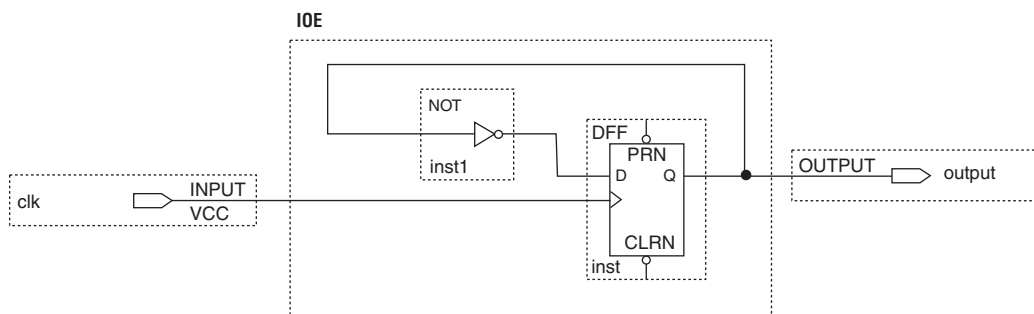 IOE
NOT
inst1
DFF
PRN
D
Q
CLRN
inst
clk
INPUT
VCC
OUTPUT
output